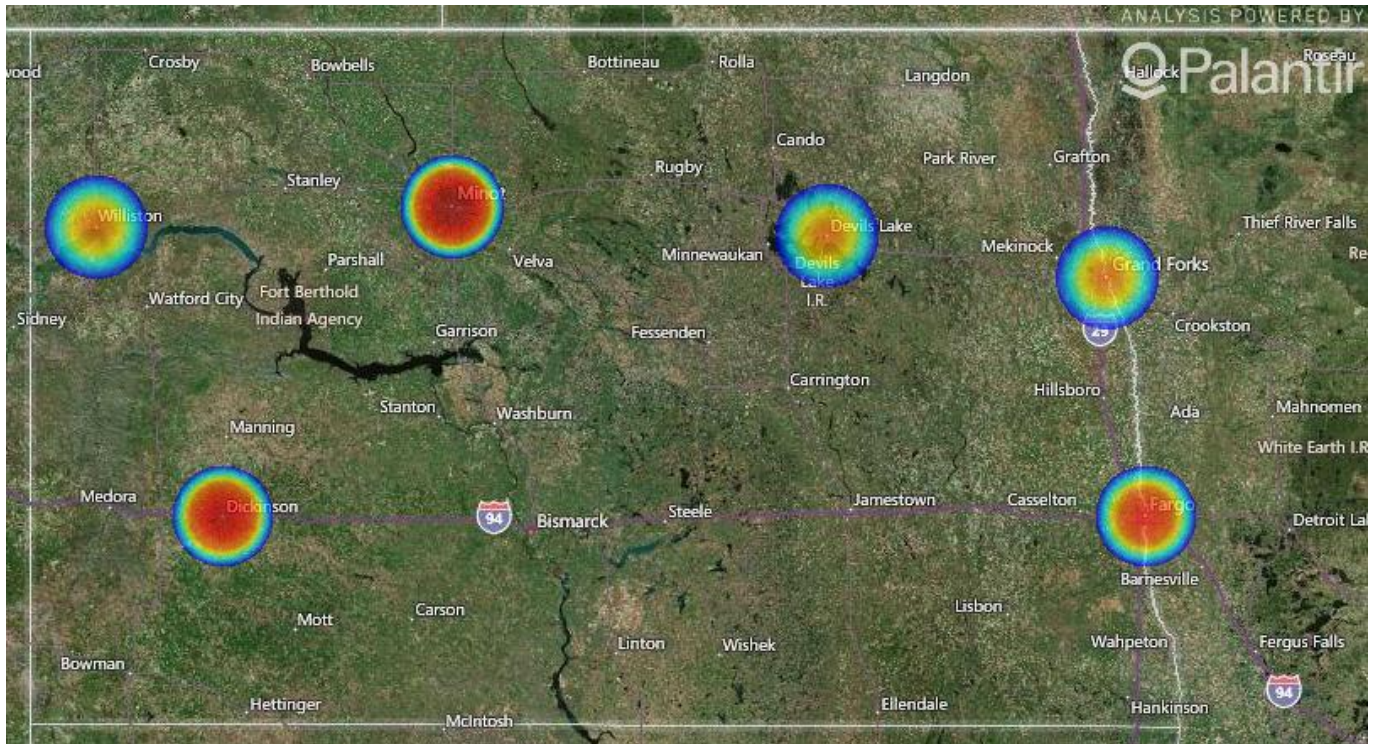 ANALYSIS POWERED BY
Palantir
Roseau
Crosby
Bowbells
Bottineau
Rolla
Langdon
Hallock
wood
Cando
Park River
Grafton
Rugby
Stanley
Minot
Williston
Devils Lake
Thief River Falls
Minnewaukan
Mekinock
Re
Parshall
Velva
Devils
Lake
I.R.
Grand Forks
Watford City
Fort Berthold
Indian Agency
Sidney
Garrison
Fessenden
29
Crookston
Carrington
Hillsboro
Stanton
Washburn
Ada
Mahnomen
Manning
White Earth I.R
Medora
Dickinson
94
Bismarck
Steele
Jamestown
Casselton
Fargo
Detroit Lal
Barnesville
Mott
Carson
Lisbon
Linton
Wishek
Wahpeton
Fergus Falls
Bowman
94
Hettinger
McIntosh
Ellendale
Hankinson